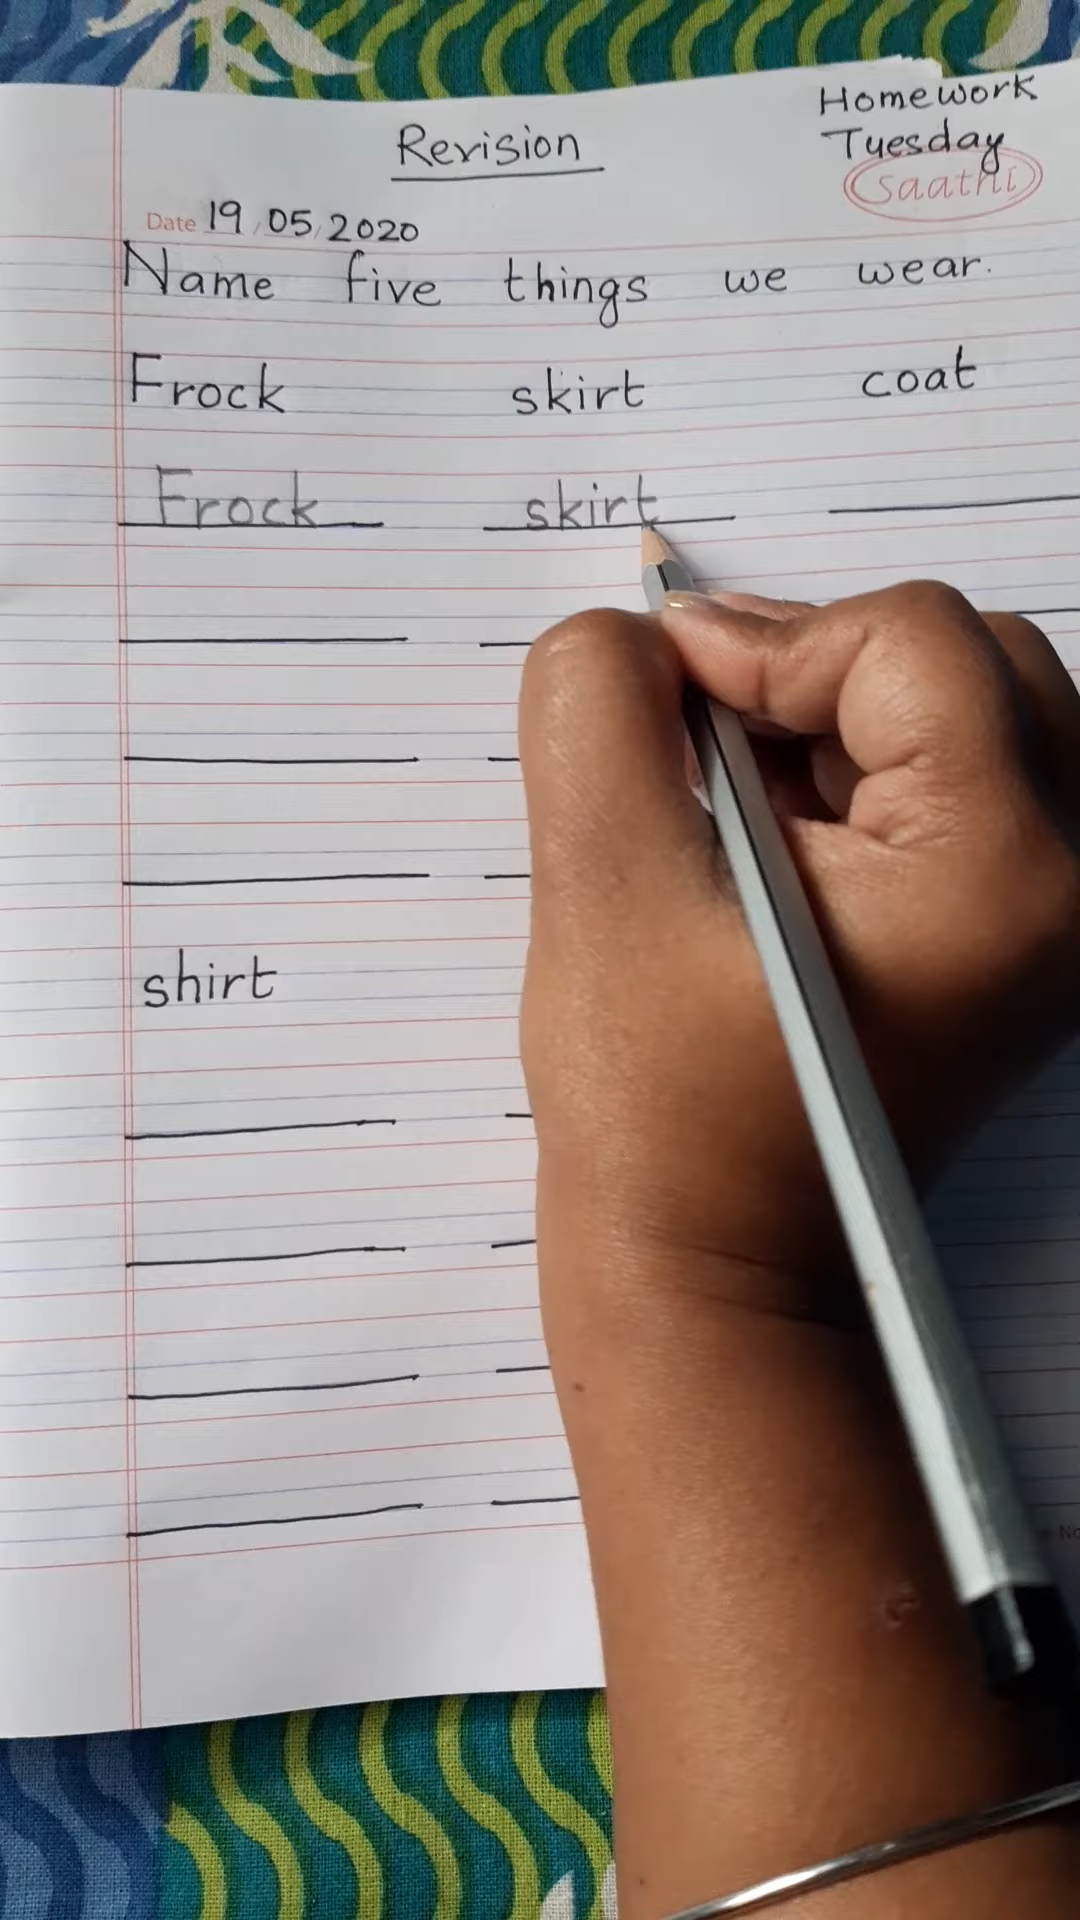 Homework
Revision
Tuesday
saathi
Date 19/05/2020
Name five things we wear.
Frock skirt coat
Frock skirt
shirt